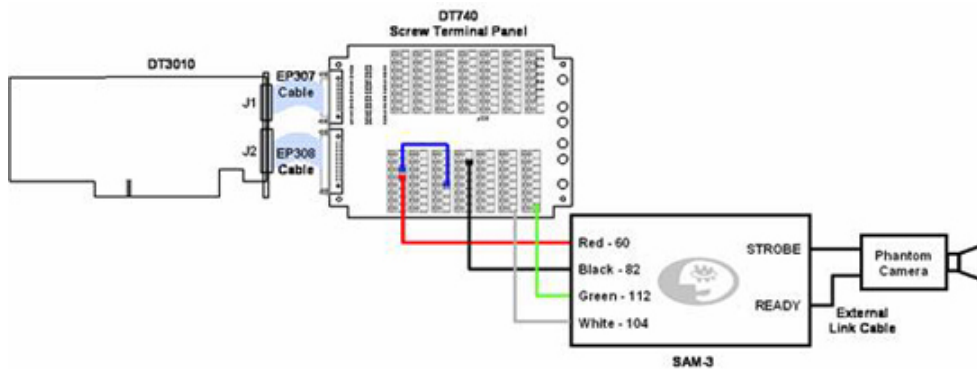 DT740
Screw Terminal Panel
DT3010
EP307
Cable
J1
J2
EP308
Cable
Red - 60
Black - 82
Green - 112
White - 104
STROBE
READY
Phantom
Camera
External
Link Cable
SAM-3